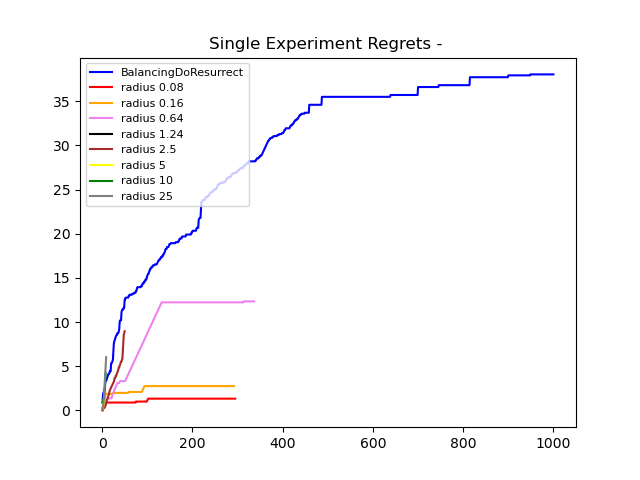 Single Experiment Regrets -
BalancingDoResurrect
radius 0.08
radius 0.16
radius 0.64
radius 1.24
radius 2.5
radius 5
radius 10
radius 25
35
30
25
20
15
10
5
0
0 200 400 600 800 1000